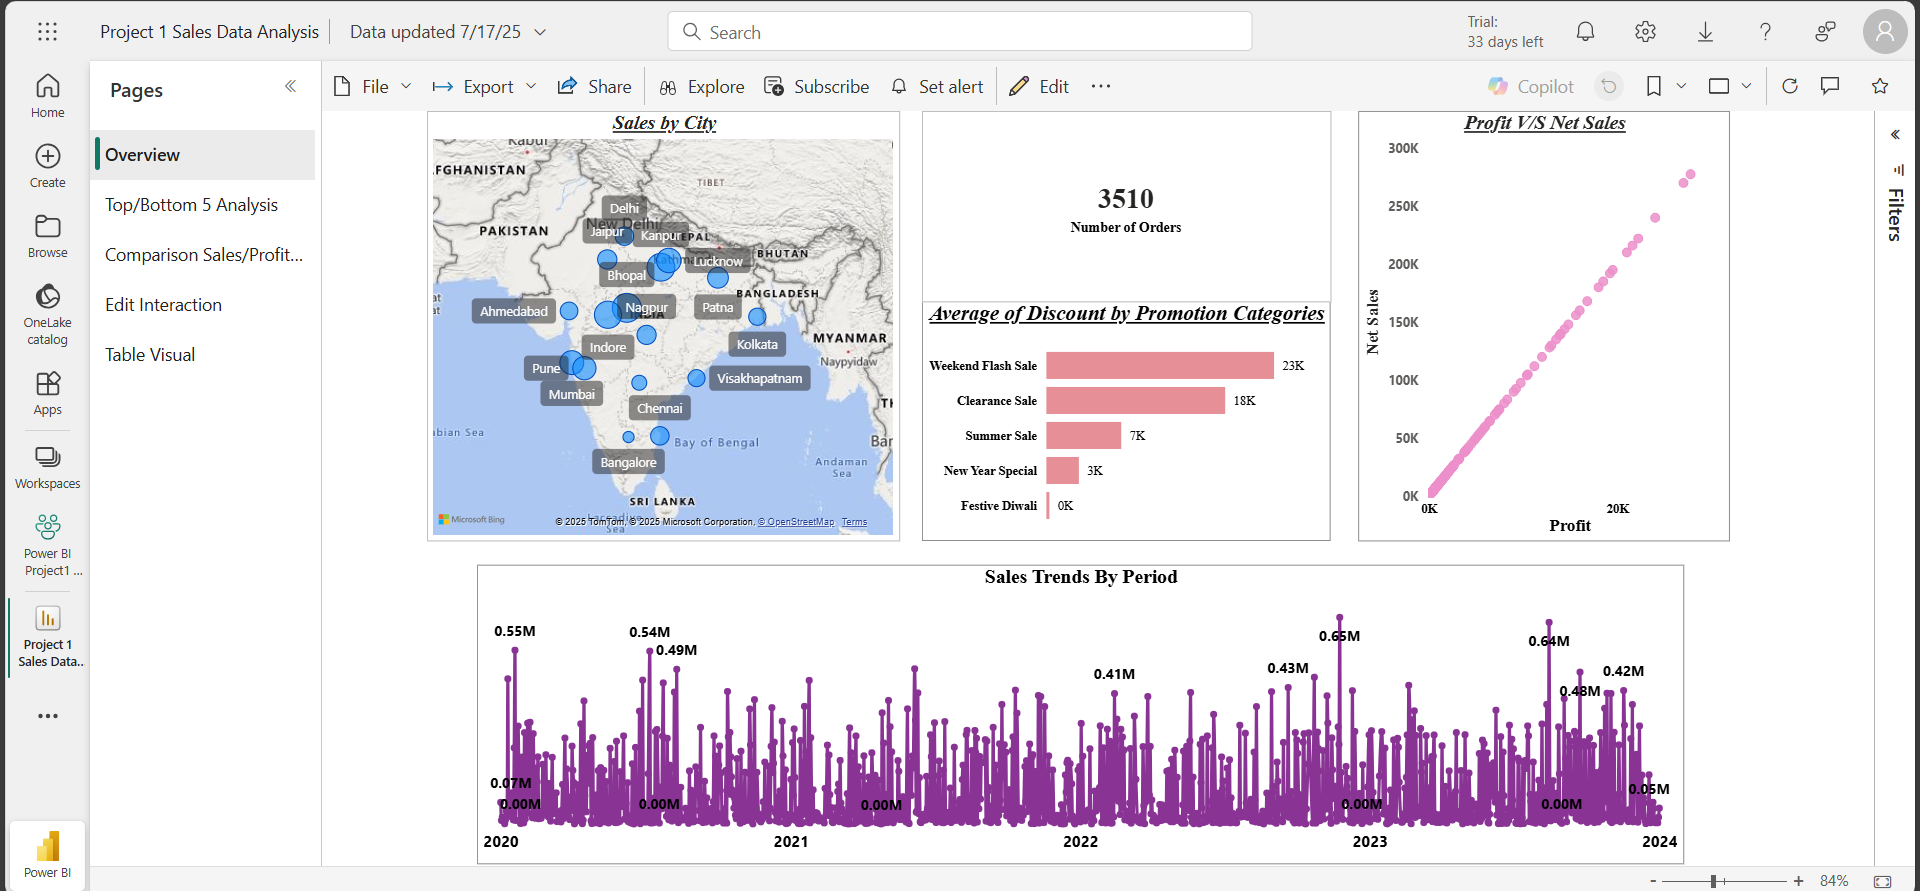 Project 1 Sales Data Analysis
Data updated 7/17/25
Search
Trial:
33 days left
Home
Create
Browse
OneLake
catalog
Apps
Workspaces
Power BI
Project1 ...
Project 1
Sales Data...
Power BI
Pages
Overview
Top/Bottom 5 Analysis
Comparison Sales/Profit...
Edit Interaction
Table Visual
File
Export
Share
Explore
Subscribe
Set alert
Edit
Copilot
Filters
Sales by City
Kabul
AFGHANISTAN
TIBET
Delhi
New Delhi
PAKISTAN
Jaipur
Kanpur
NEPAL
Kathmandu
Lucknow
BHUTAN
Bhopal
BANGLADESH
Ahmedabad
Nagpur
Patna
INDIA
MYANMAR
Indore
Kolkata
Naypyidaw
Pune
Visakhapatnam
Mumbai
Chennai
Bay of Bengal
Bangalore
Andaman
Sea
SRI LANKA
Laccadive
Sea
Microsoft Bing
© 2025 TomTom, © 2025 Microsoft Corporation, © OpenStreetMap Terms
3510
Number of Orders
Average of Discount by Promotion Categories
Weekend Flash Sale 23K
Clearance Sale 18K
Summer Sale 7K
New Year Special 3K
Festive Diwali 0K
Profit V/S Net Sales
300K
250K
200K
150K
100K
50K
0K
Net Sales
0K 20K
Profit
Sales Trends By Period
0.55M
0.54M
0.49M
0.41M
0.43M
0.65M
0.64M
0.48M
0.42M
0.07M
0.00M
0.00M
0.00M
0.00M
0.00M
0.05M
2020 2021 2022 2023 2024
- + 84%